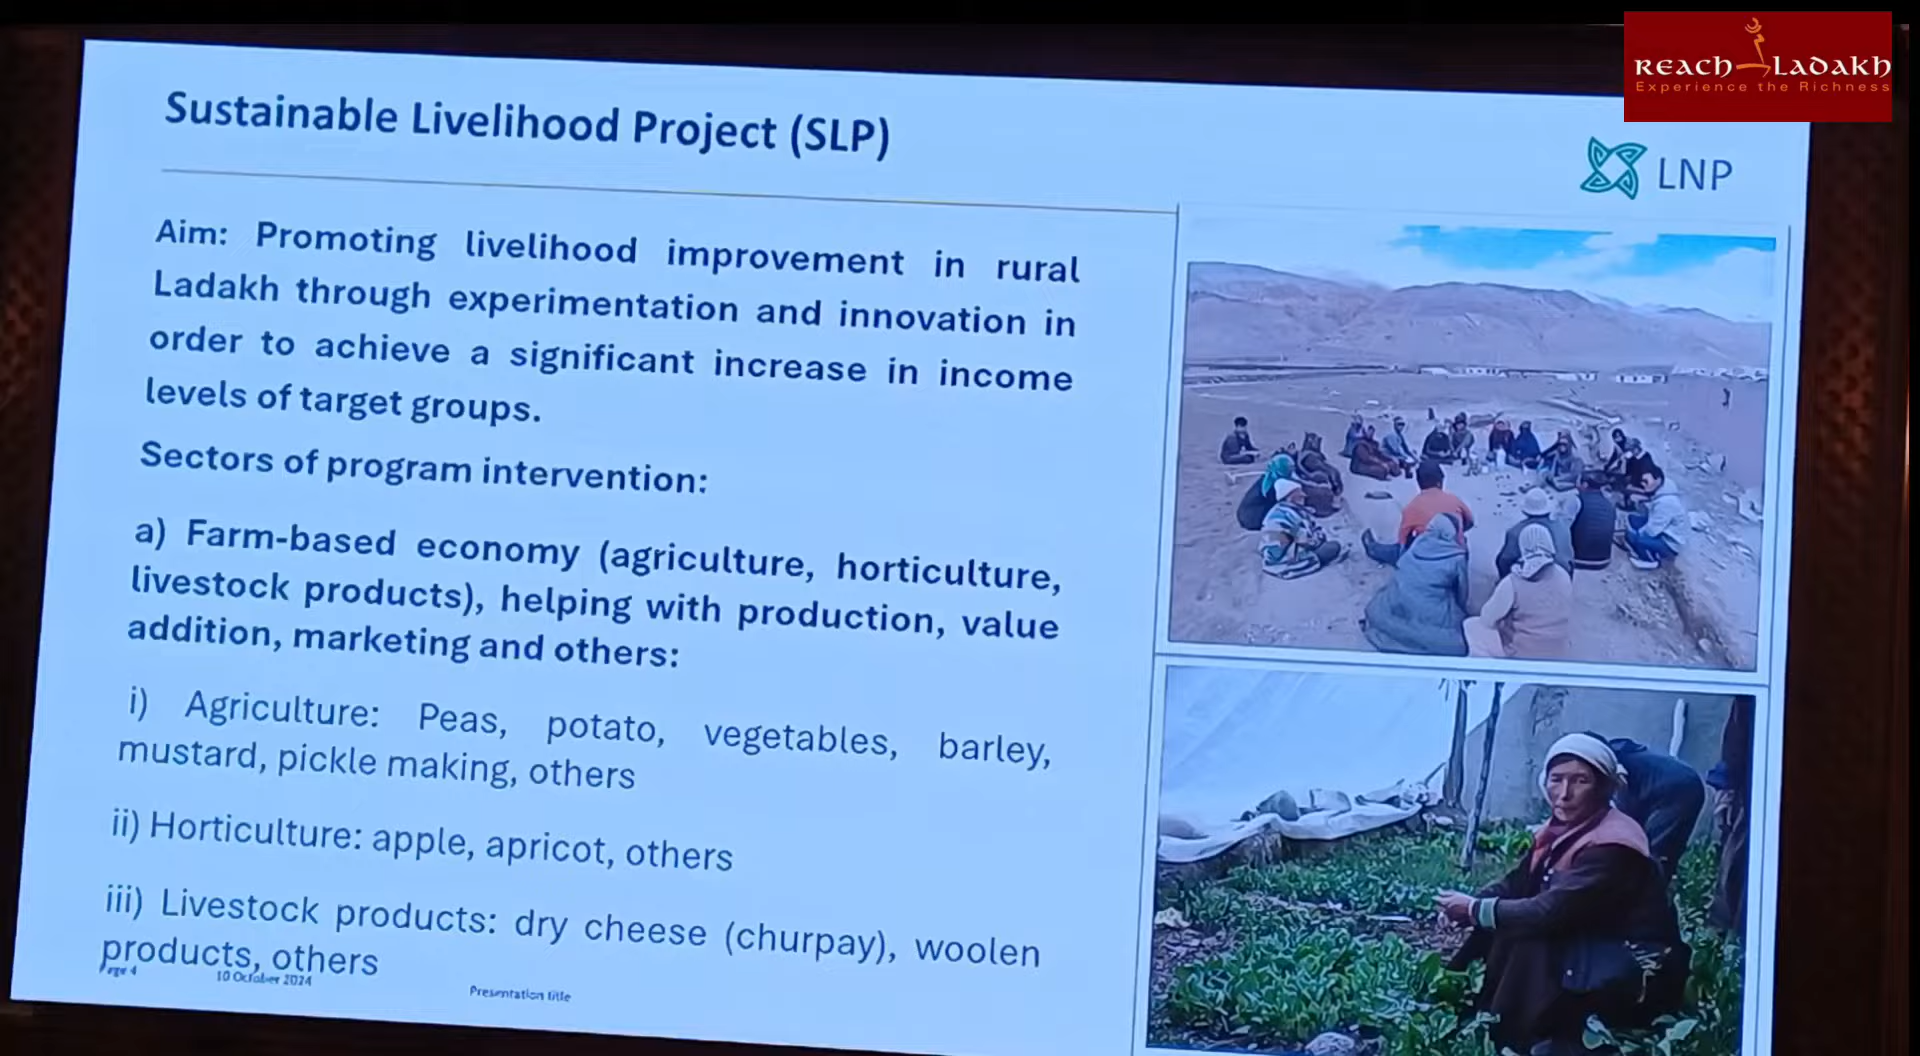 REACH LADAKH
Experience the Richness
Sustainable Livelihood Project (SLP)
LNP
Aim: Promoting livelihood improvement in rural
Ladakh through experimentation and innovation in
order to achieve a significant increase in income
levels of target groups.
Sectors of program intervention:
a) Farm-based economy (agriculture, horticulture,
livestock products), helping with production, value
addition, marketing and others:
i) Agriculture: Peas, potato, vegetables, barley,
mustard, pickle making, others
ii) Horticulture: apple, apricot, others
iii) Livestock products: dry cheese (churpay), woolen
products, others
Page 4
10 October 2024
Presentation title